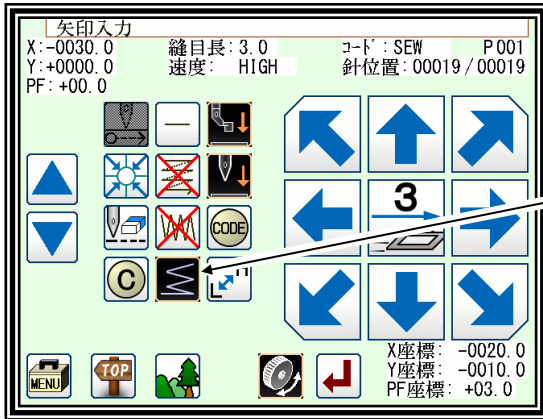 矢印入力
X:-0030.0 縫目長:3.0 ｺｰﾄﾞ:SEW P001
Y:+0000.0 速度: HIGH 針位置:00019/00019
PF:+00.0
3
CODE
C
MENU
TOP
X座標: -0020.0
Y座標: -0010.0
PF座標: +03.0